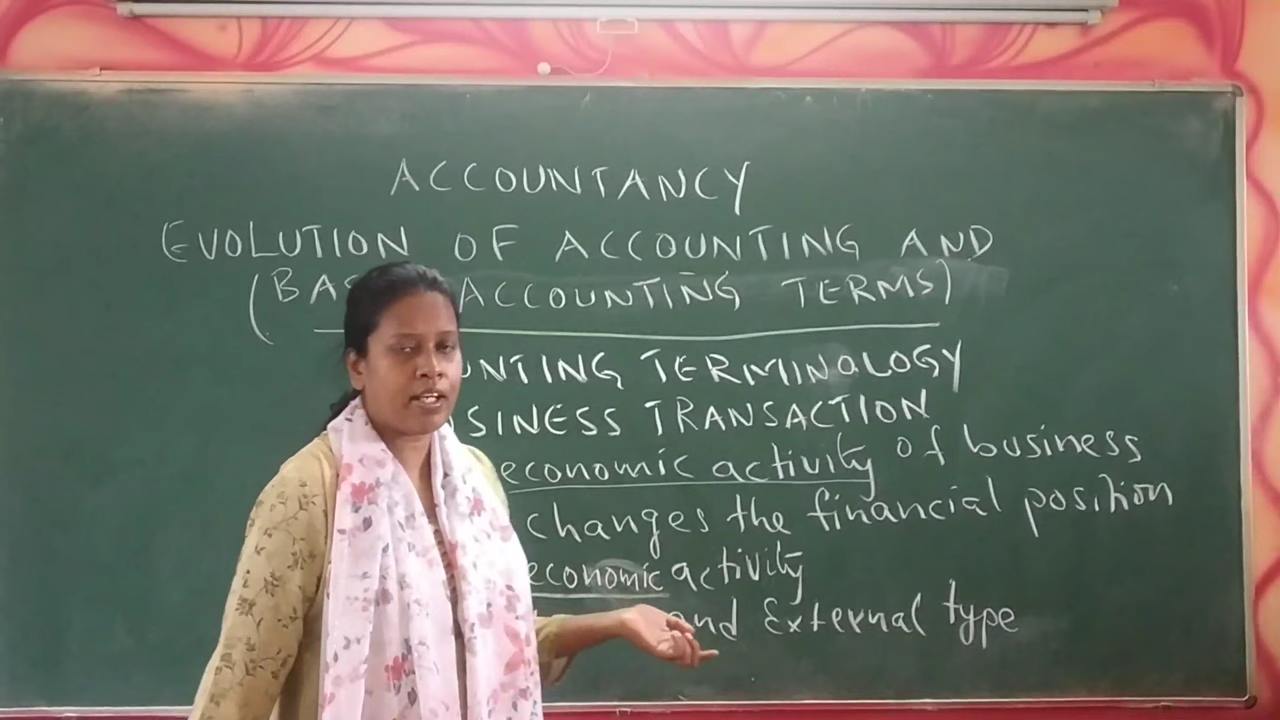 ACCOUNTANCY
EVOLUTION OF ACCOUNTING AND
(BAS ACCOUNTING TERMS)
UNTING TERMINOLOGY
SINESS TRANSACTION
economic activity of business
changes the financial position
economic activity
and External type